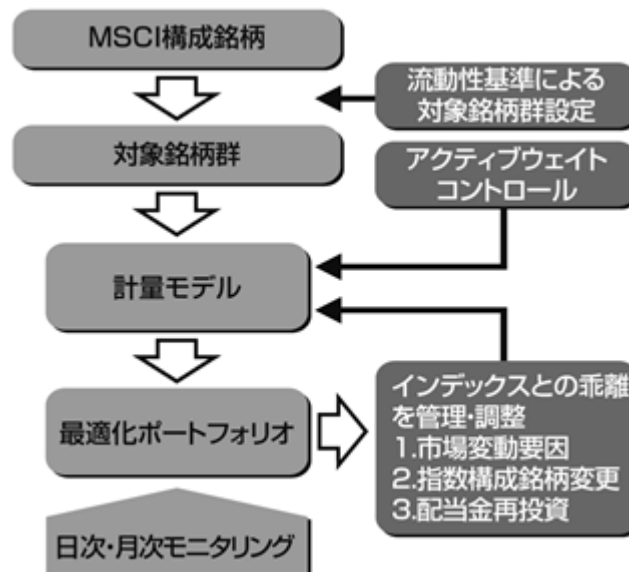 MSCI構成銘柄
流動性基準による
対象銘柄群設定
対象銘柄群
アクティブウェイト
コントロール
計量モデル
最適化ポートフォリオ
インデックスとの乖離
を管理・調整
1.市場変動要因
2.指数構成銘柄変更
3.配当金再投資
日次・月次モニタリング